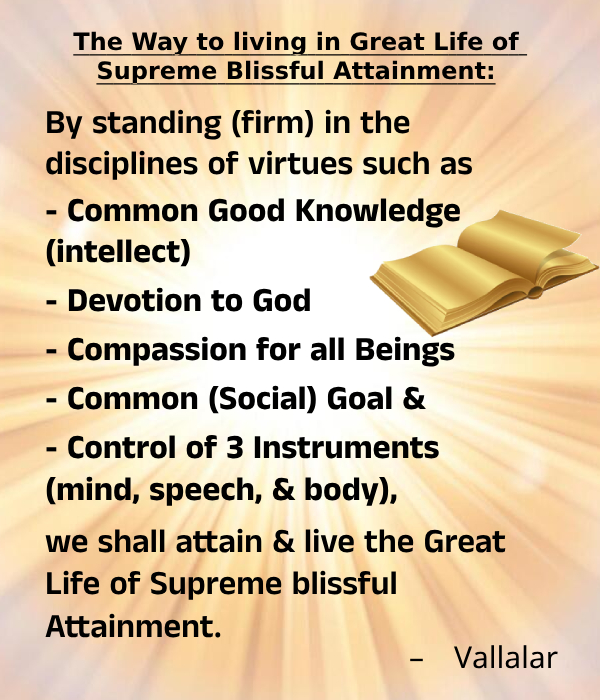 The Way to living in Great Life of
Supreme Blissful Attainment:
By standing (firm) in the
disciplines of virtues such as
- Common Good Knowledge
(intellect)
- Devotion to God
- Compassion for all Beings
- Common (Social) Goal &
- Control of 3 Instruments
(mind, speech, & body),
we shall attain & live the Great
Life of Supreme blissful
Attainment.
– Vallalar